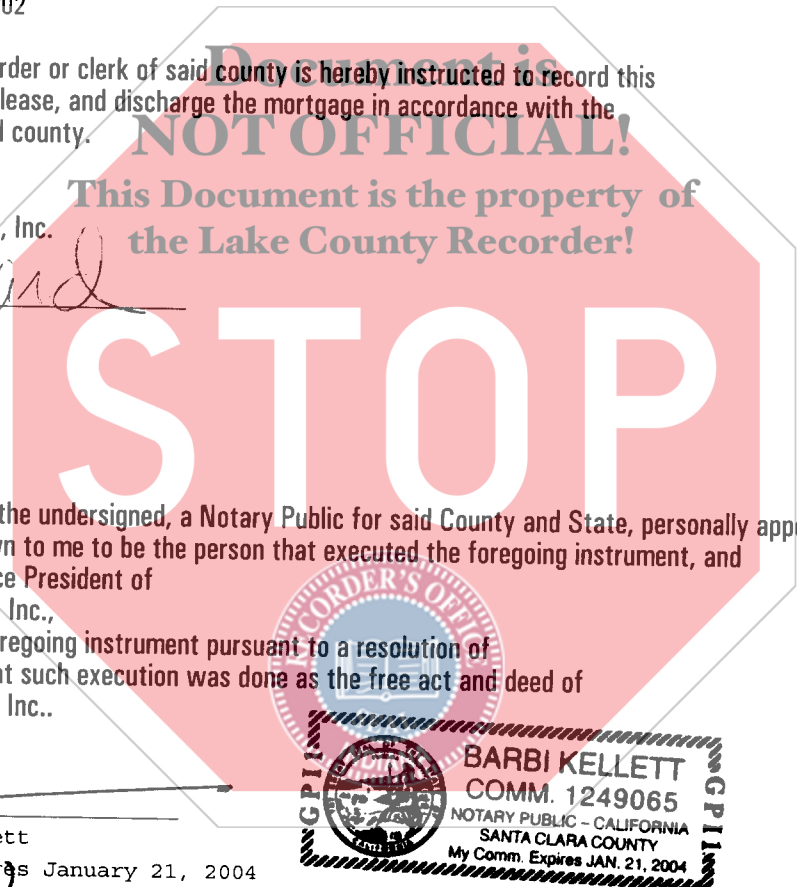 02
Document is
rder or clerk of said county is hereby instructed to record this
lease, and discharge the mortgage in accordance with the
county.
NOT OFFICIAL!
This Document is the property of
, Inc.
the Lake County Recorder!
STOP
the undersigned, a Notary Public for said County and State, personally appe
n to me to be the person that executed the foregoing instrument, and
ce President of
Inc.,
RECORDER'S OFFICE
regoing instrument pursuant to a resolution of
at such execution was done as the free act and deed of
Inc..
BARBI KELLETT
COMM. 1249065
NOTARY PUBLIC - CALIFORNIA
SANTA CLARA COUNTY
My Comm. Expires JAN. 21, 2004
GPII
GPII
ett
es January 21, 2004